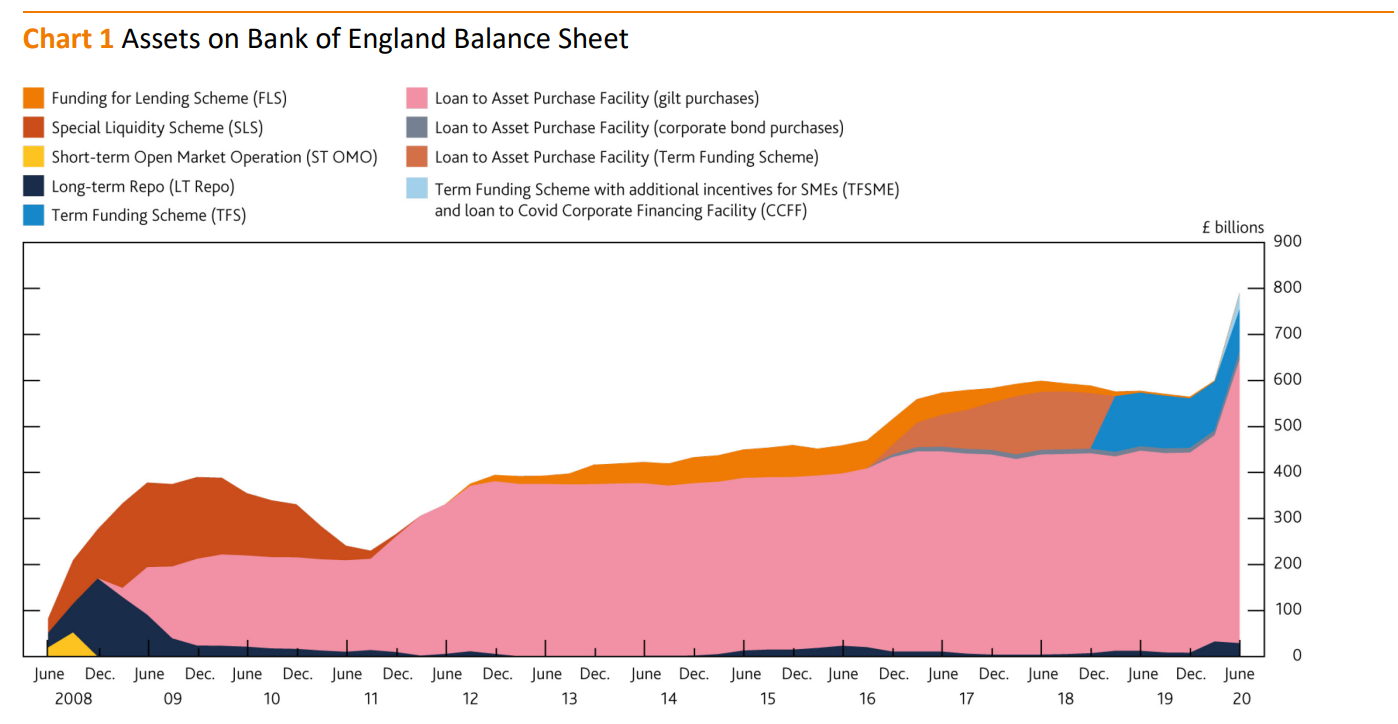 Chart 1 Assets on Bank of England Balance Sheet
Funding for Lending Scheme (FLS)
Special Liquidity Scheme (SLS)
Short-term Open Market Operation (ST OMO)
Long-term Repo (LT Repo)
Term Funding Scheme (TFS)
Loan to Asset Purchase Facility (gilt purchases)
Loan to Asset Purchase Facility (corporate bond purchases)
Loan to Asset Purchase Facility (Term Funding Scheme)
Term Funding Scheme with additional incentives for SMEs (TFSME)
and loan to Covid Corporate Financing Facility (CCFF)
£ billions
900
800
700
600
500
400
300
200
100
0
June Dec. June Dec. June Dec. June Dec. June Dec. June Dec. June Dec. June Dec. June Dec. June Dec. June Dec. June Dec. June
2008 09 10 11 12 13 14 15 16 17 18 19 20